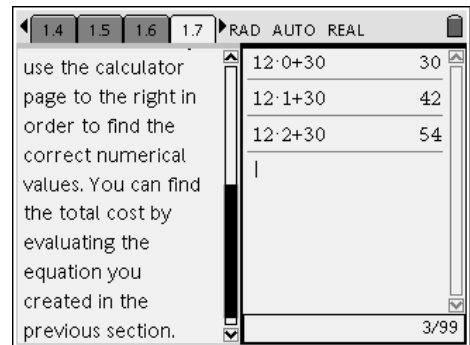 1.4 1.5 1.6 1.7 RAD AUTO REAL
use the calculator
page to the right in
order to find the
correct numerical
values. You can find
the total cost by
evaluating the
equation you
created in the
previous section.
12·0+30 30
12·1+30 42
12·2+30 54
3/99